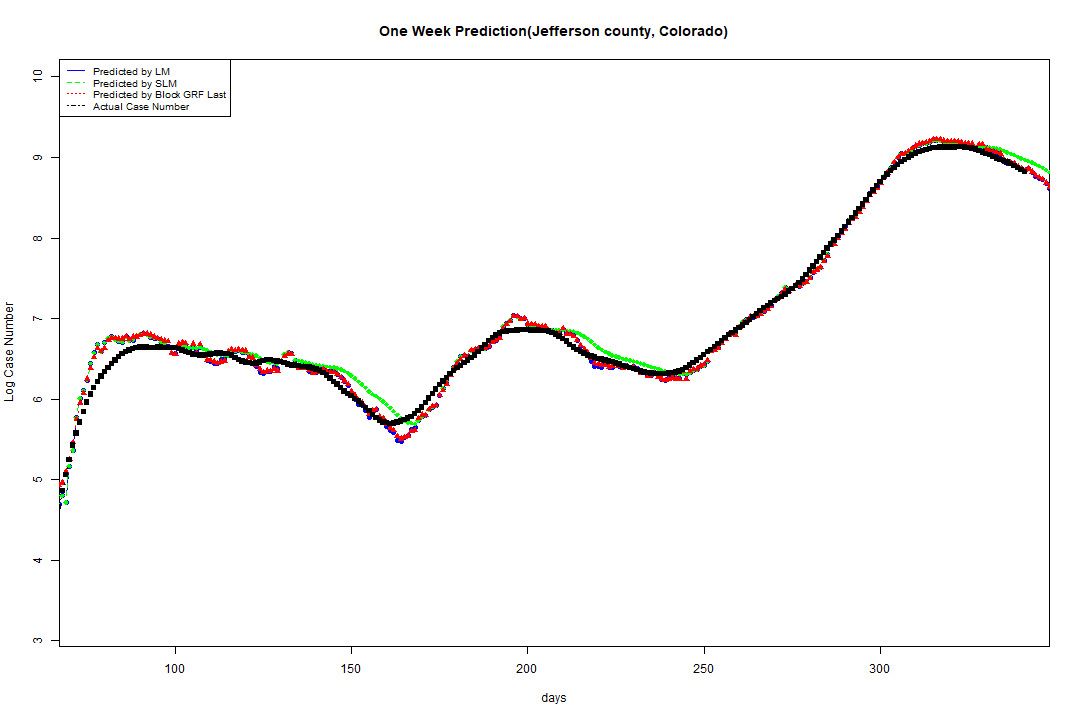 One Week Prediction(Jefferson county, Colorado)
Predicted by LM
Predicted by SLM
Predicted by Block GRF Last
Actual Case Number
10
9
8
7
6
5
4
3
Log Case Number
100 150 200 250 300
days